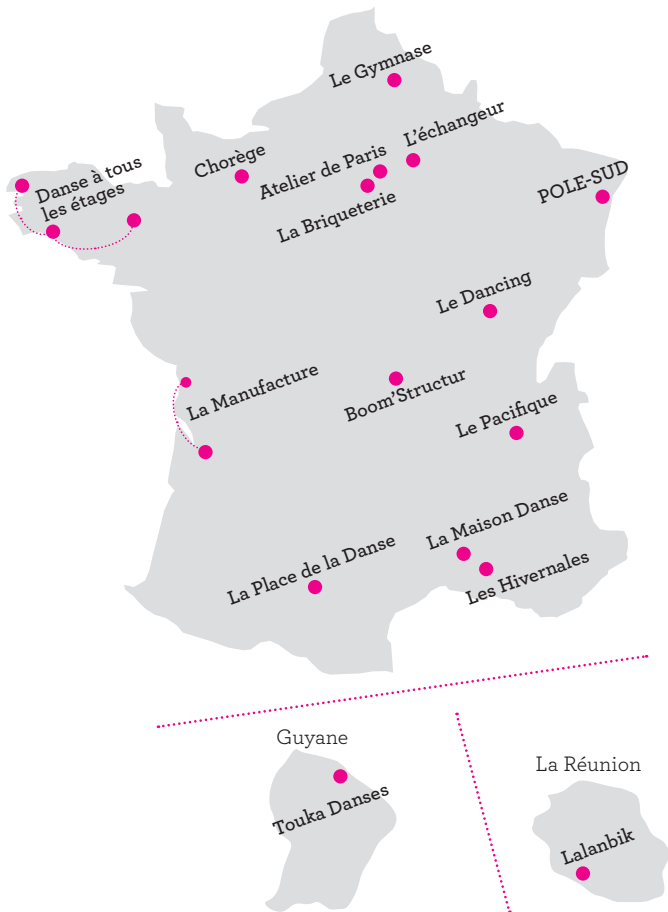 Le Gymnase
L'échangeur
Chorège
Atelier de Paris
Danse à tous
les étages
POLE-SUD
La Briqueterie
Le Dancing
La Manufacture
Boom'Structur
Le Pacifique
La Maison Danse
La Place de la Danse
Les Hivernales
Guyane
La Réunion
Touka Danses
Lalanbik